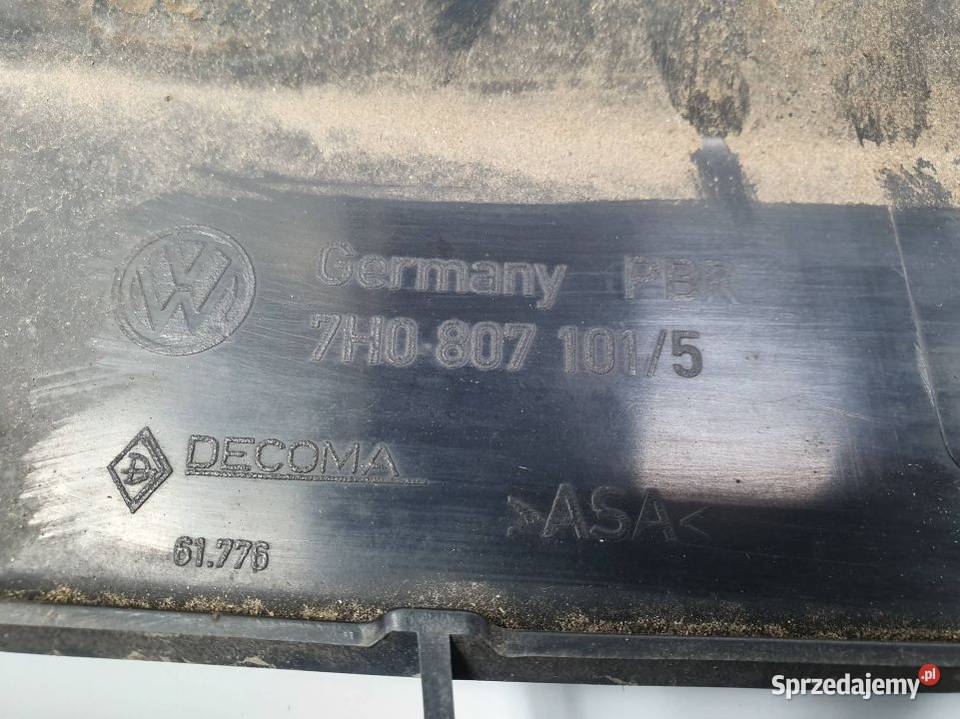 Germany PBR
7H0 807 101/5
DECOMA
>ASA<
61.776
Sprzedajemy.pl